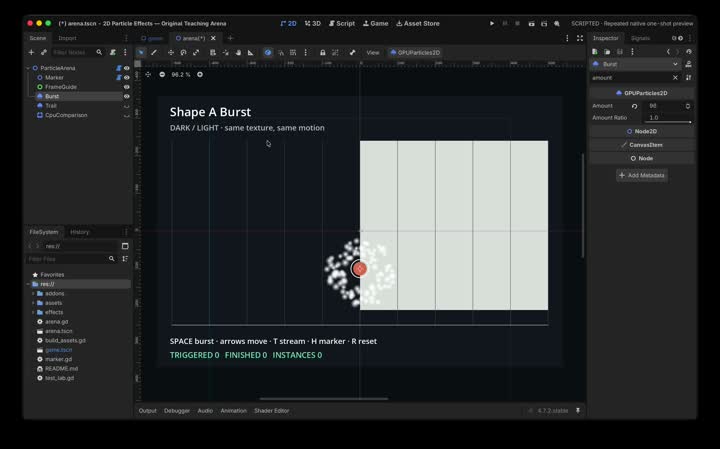 (*) arena.tscn - 2D Particle Effects — Original Teaching Arena
2D 3D Script Game Asset Store
SCRIPTED · Repeated native one-shot preview
Scene Import
Filter Nodes
ParticleArena
Marker
FrameGuide
Burst
Trail
CpuComparison
FileSystem History
res://
Filter Files
Favorites
res://
addons
assets
effects
arena.gd
arena.tscn
build_assets.gd
game.tscn
marker.gd
README.md
test_lab.gd
game arena(*)
View GPUParticles2D
96.2 %
Shape A Burst
DARK / LIGHT · same texture, same motion
SPACE burst · arrows move · T stream · H marker · R reset
TRIGGERED 0 FINISHED 0 INSTANCES 0
Output Debugger Audio Animation Shader Editor
4.7.2.stable
Inspector Signals
Burst
amount
GPUParticles2D
Amount 96
Amount Ratio 1.0
Node2D
CanvasItem
Node
Add Metadata